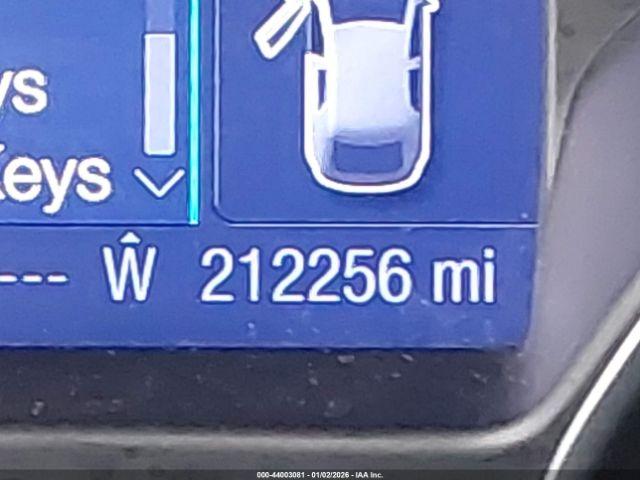 ys
Keys
--- W 212256 mi
000-44003081 - 01/02/2026 - IAA Inc.